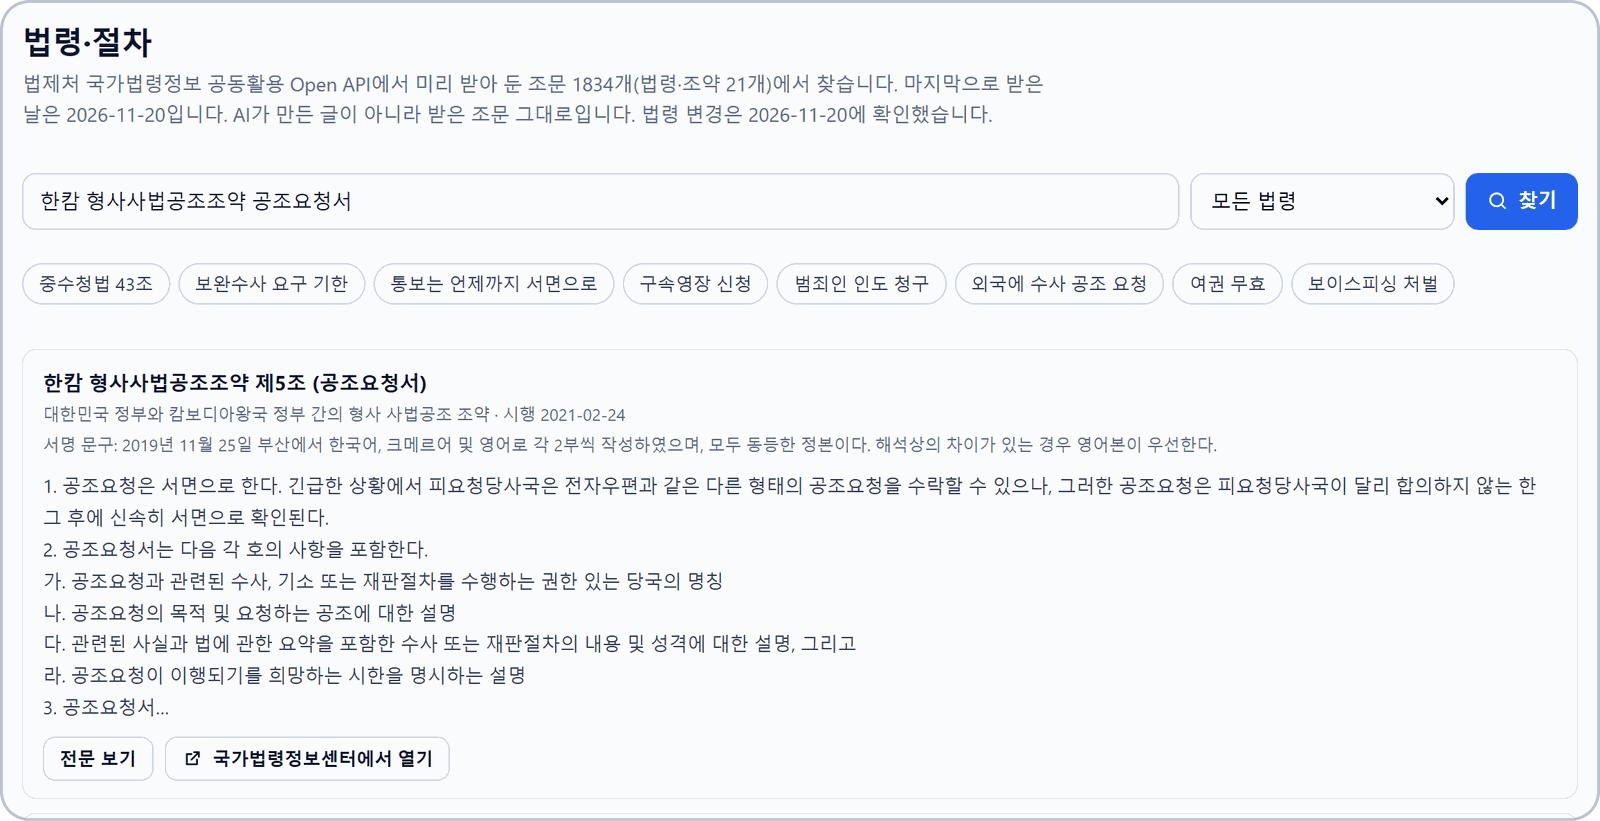 법령·절차
법제처 국가법령정보 공동활용 Open API에서 미리 받아 둔 조문 1834개(법령·조약 21개)에서 찾습니다. 마지막으로 받은
날은 2026-11-20입니다. AI가 만든 글이 아니라 받은 조문 그대로입니다. 법령 변경은 2026-11-20에 확인했습니다.
한캄 형사사법공조조약 공조요청서
모든 법령
찾기
중수청법 43조
보완수사 요구 기한
통보는 언제까지 서면으로
구속영장 신청
범죄인 인도 청구
외국에 수사 공조 요청
여권 무효
보이스피싱 처벌
한캄 형사사법공조조약 제5조 (공조요청서)
대한민국 정부와 캄보디아왕국 정부 간의 형사 사법공조 조약 · 시행 2021-02-24
서명 문구: 2019년 11월 25일 부산에서 한국어, 크메르어 및 영어로 각 2부씩 작성하였으며, 모두 동등한 정본이다. 해석상의 차이가 있는 경우 영어본이 우선한다.
1. 공조요청은 서면으로 한다. 긴급한 상황에서 피요청당사국은 전자우편과 같은 다른 형태의 공조요청을 수락할 수 있으나, 그러한 공조요청은 피요청당사국이 달리 합의하지 않는 한
그 후에 신속히 서면으로 확인된다.
2. 공조요청서는 다음 각 호의 사항을 포함한다.
가. 공조요청과 관련된 수사, 기소 또는 재판절차를 수행하는 권한 있는 당국의 명칭
나. 공조요청의 목적 및 요청하는 공조에 대한 설명
다. 관련된 사실과 법에 관한 요약을 포함한 수사 또는 재판절차의 내용 및 성격에 대한 설명, 그리고
라. 공조요청이 이행되기를 희망하는 시한을 명시하는 설명
3. 공조요청서...
전문 보기
국가법령정보센터에서 열기